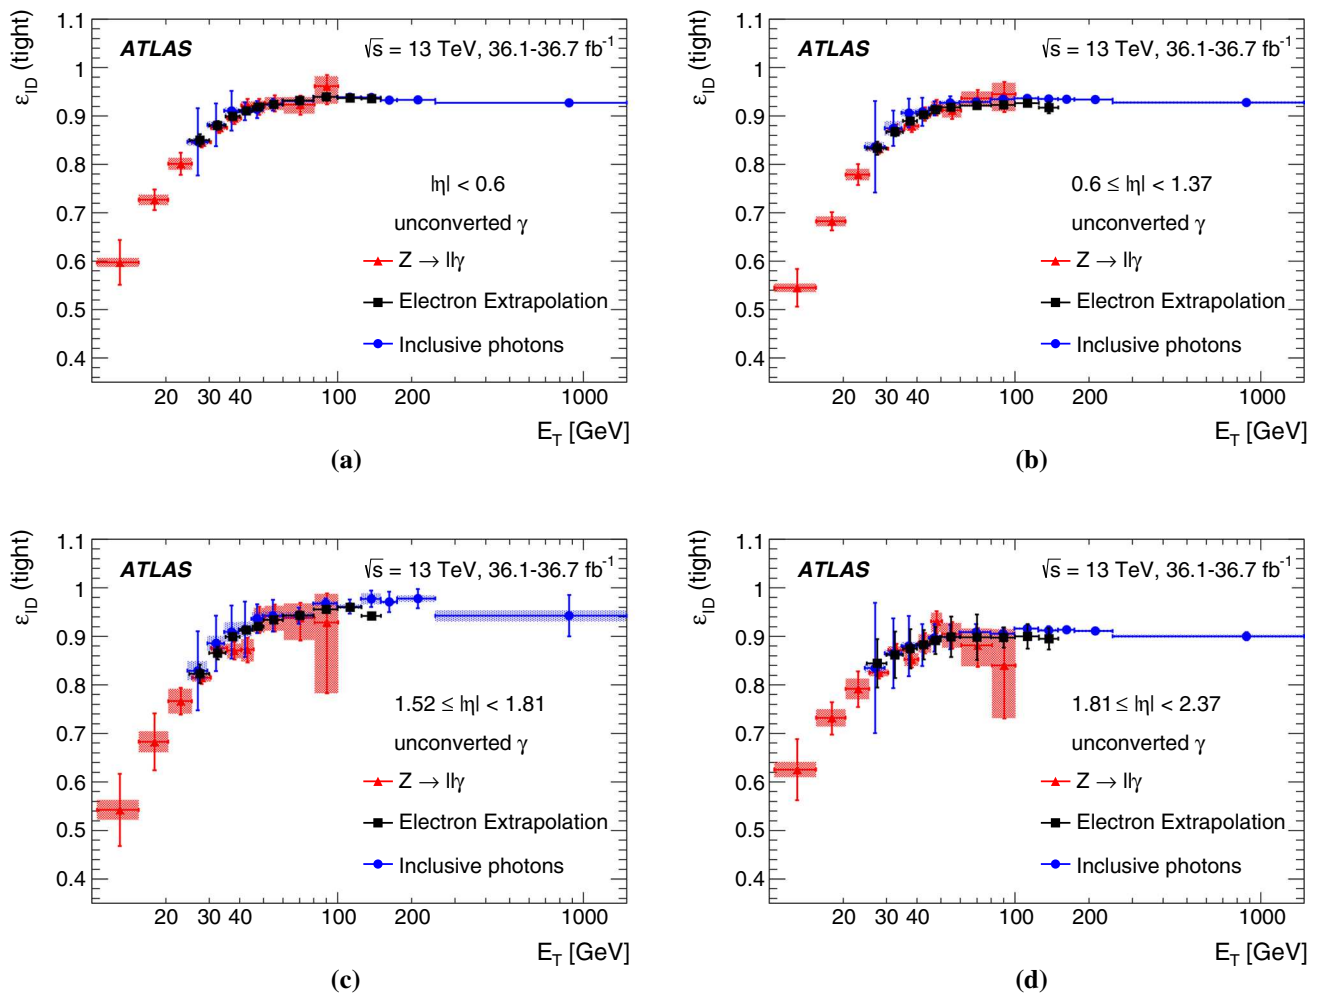 ε_ID (tight)
1.1
1
0.9
0.8
0.7
0.6
0.5
0.4
ATLAS
√s = 13 TeV, 36.1-36.7 fb⁻¹
|η| < 0.6
unconverted γ
Z → llγ
Electron Extrapolation
Inclusive photons
20 30 40 100 200 1000
E_T [GeV]
(a)
ε_ID (tight)
1.1
1
0.9
0.8
0.7
0.6
0.5
0.4
ATLAS
√s = 13 TeV, 36.1-36.7 fb⁻¹
0.6 ≤ |η| < 1.37
unconverted γ
Z → llγ
Electron Extrapolation
Inclusive photons
20 30 40 100 200 1000
E_T [GeV]
(b)
ε_ID (tight)
1.1
1
0.9
0.8
0.7
0.6
0.5
0.4
ATLAS
√s = 13 TeV, 36.1-36.7 fb⁻¹
1.52 ≤ |η| < 1.81
unconverted γ
Z → llγ
Electron Extrapolation
Inclusive photons
20 30 40 100 200 1000
E_T [GeV]
(c)
ε_ID (tight)
1.1
1
0.9
0.8
0.7
0.6
0.5
0.4
ATLAS
√s = 13 TeV, 36.1-36.7 fb⁻¹
1.81 ≤ |η| < 2.37
unconverted γ
Z → llγ
Electron Extrapolation
Inclusive photons
20 30 40 100 200 1000
E_T [GeV]
(d)